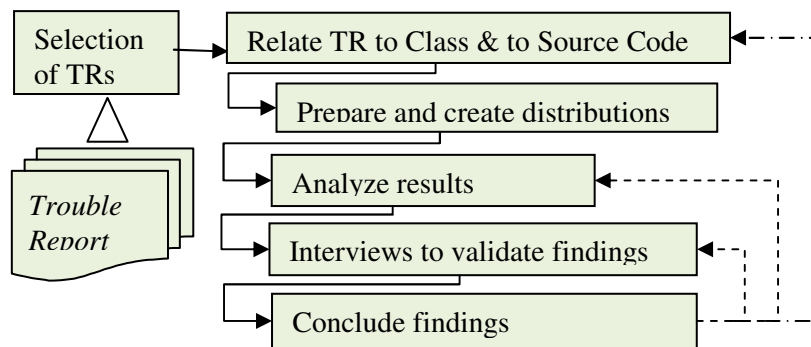 Selection
of TRs
Relate TR to Class & to Source Code
Prepare and create distributions
Trouble
Report
Analyze results
Interviews to validate findings
Conclude findings